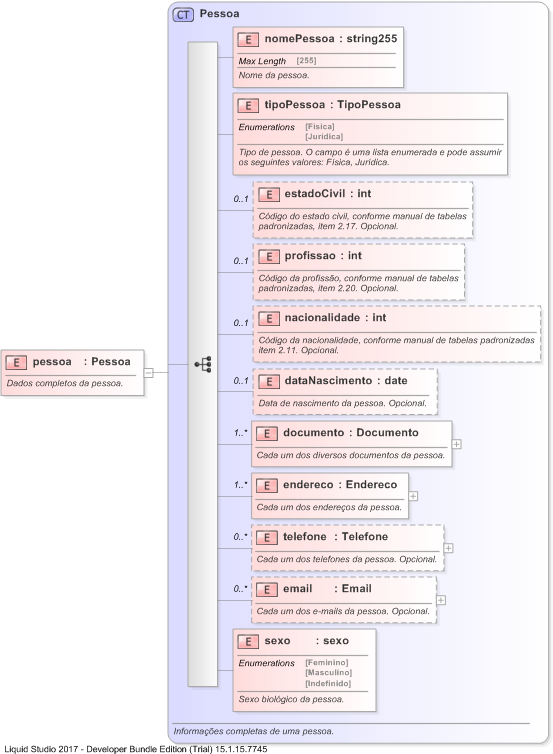 CT Pessoa
E nomePessoa : string255
Max Length [255]
Nome da pessoa.
E tipoPessoa : TipoPessoa
Enumerations [Física]
[Jurídica]
Tipo de pessoa. O campo é uma lista enumerada e pode assumir
os seguintes valores: Física, Jurídica.
0..1 E estadoCivil : int
Código do estado civil, conforme manual de tabelas
padronizadas, item 2.17. Opcional.
0..1 E profissao : int
Código da profissão, conforme manual de tabelas
padronizadas, item 2.20. Opcional.
0..1 E nacionalidade : int
Código da nacionalidade, conforme manual de tabelas padronizadas
item 2.11. Opcional.
E pessoa : Pessoa
Dados completos da pessoa.
0..1 E dataNascimento : date
Data de nascimento da pessoa. Opcional.
1..* E documento : Documento
Cada um dos diversos documentos da pessoa.
1..* E endereco : Endereco
Cada um dos endereços da pessoa.
0..* E telefone : Telefone
Cada um dos telefones da pessoa. Opcional.
0..* E email : Email
Cada um dos e-mails da pessoa. Opcional.
E sexo : sexo
Enumerations [Feminino]
[Masculino]
[Indefinido]
Sexo biológico da pessoa.
Informações completas de uma pessoa.
Liquid Studio 2017 - Developer Bundle Edition (Trial) 15.1.15.7745